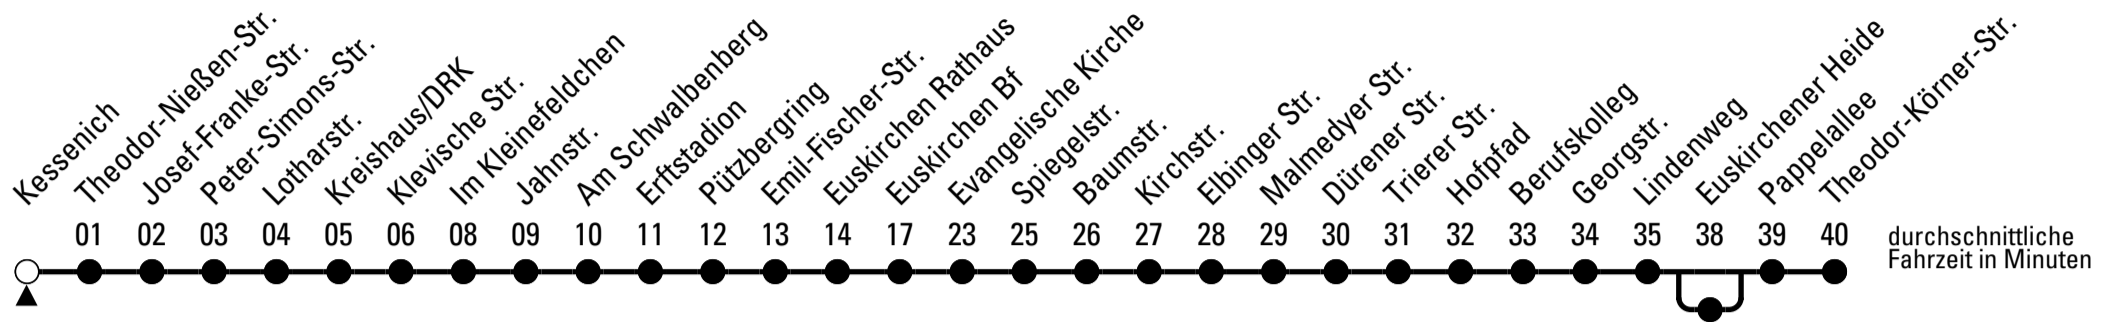 Kessenich
Theodor-Nießen-Str.
Josef-Franke-Str.
Peter-Simons-Str.
Lotharstr.
Kreishaus/DRK
Klevische Str.
Im Kleinefeldchen
Jahnstr.
Am Schwalbenberg
Erftstadion
Pützbergring
Emil-Fischer-Str.
Euskirchen Rathaus
Euskirchen Bf
Evangelische Kirche
Spiegelstr.
Baumstr.
Kirchstr.
Elbinger Str.
Malmedyer Str.
Dürener Str.
Trierer Str.
Hofpfad
Berufskolleg
Georgstr.
Lindenweg
Euskirchener Heide
Pappelallee
Theodor-Körner-Str.
01 02 03 04 05 06 08 09 10 11 12 13 14 17 23 25 26 27 28 29 30 31 32 33 34 35 38 39 40
durchschnittliche
Fahrzeit in Minuten